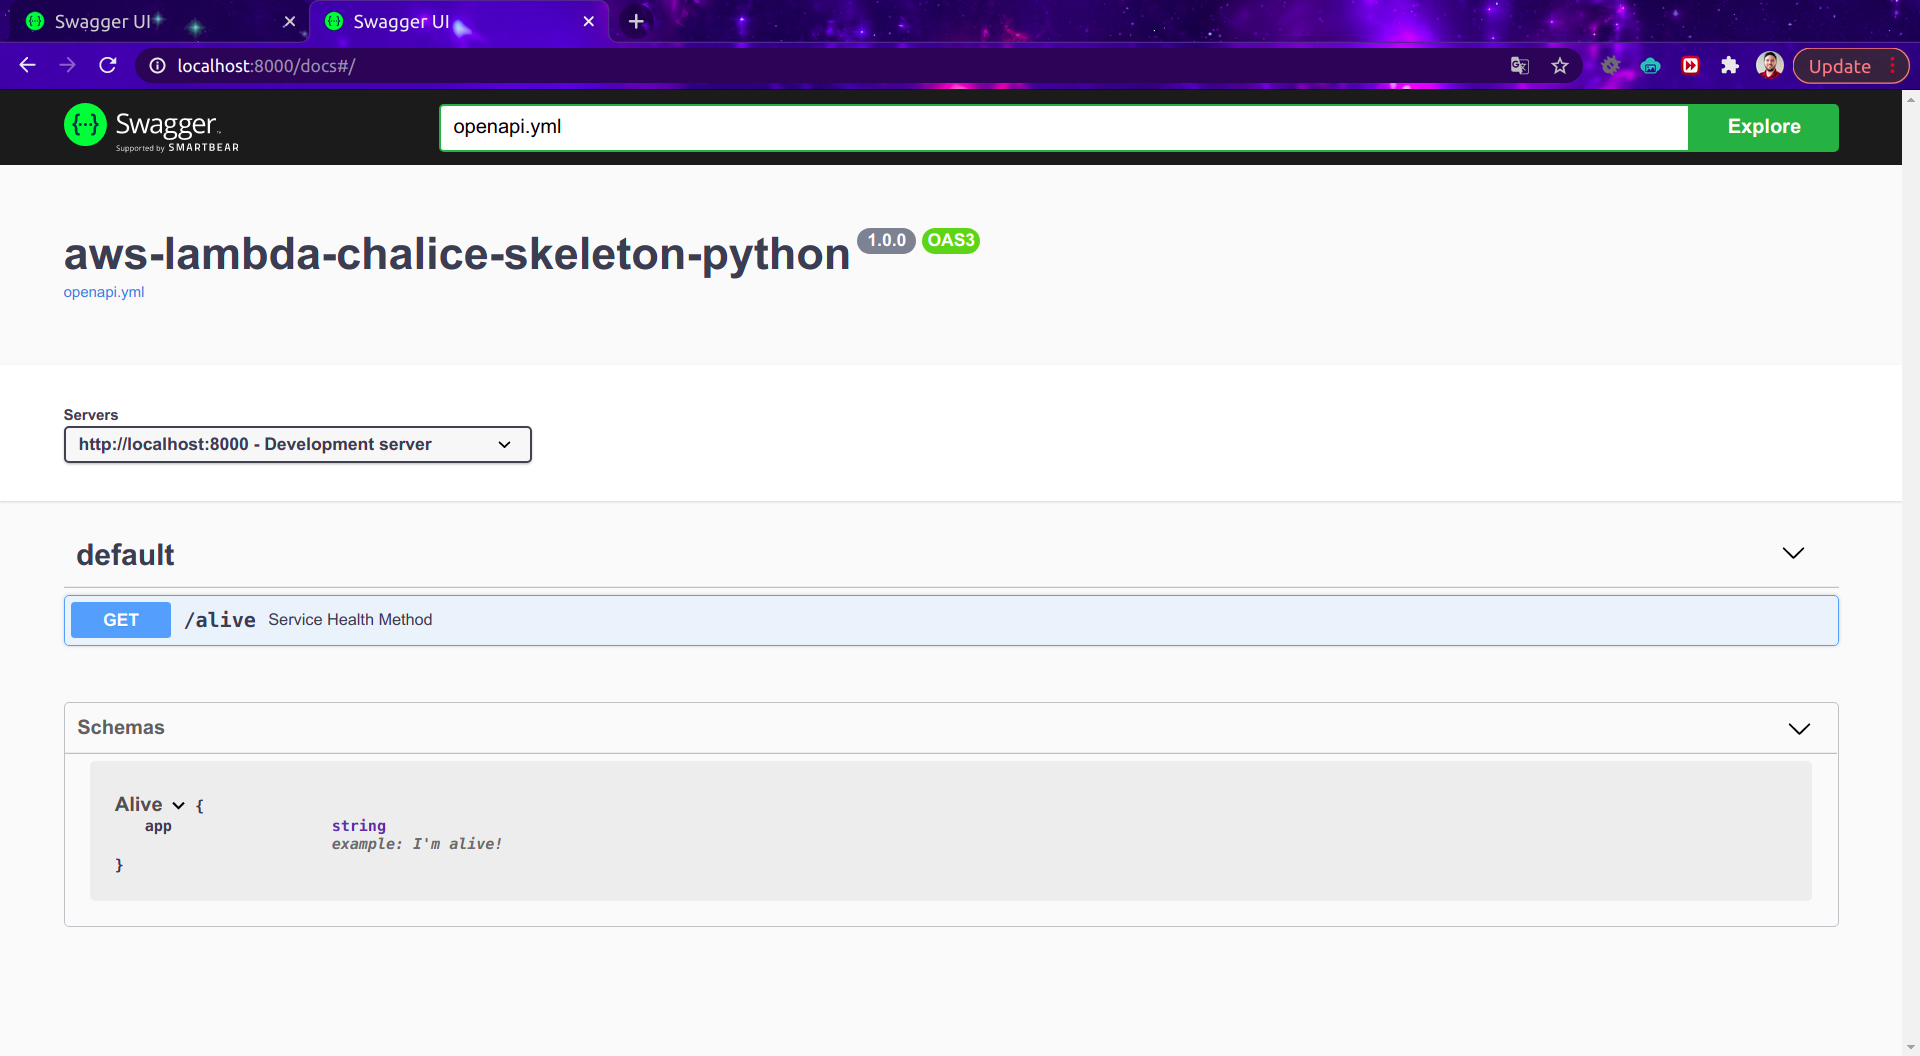 Swagger UI
Swagger UI
localhost:8000/docs#/
Update
Swagger
Supported by SMARTBEAR
openapi.yml
Explore
aws-lambda-chalice-skeleton-python 1.0.0 OAS3
openapi.yml
Servers
http://localhost:8000 - Development server
default
GET /alive Service Health Method
Schemas
Alive {
app string
example: I'm alive!
}